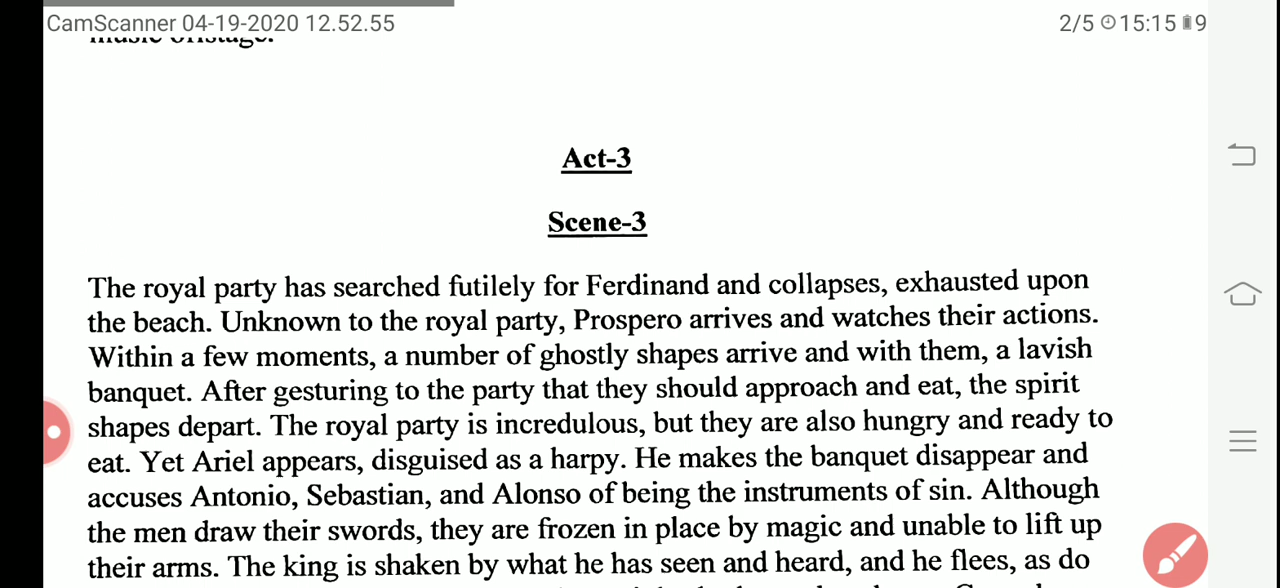 CamScanner 04-19-2020 12.52.55
2/5 15:15 9
Act-3
Scene-3
The royal party has searched futilely for Ferdinand and collapses, exhausted upon
the beach. Unknown to the royal party, Prospero arrives and watches their actions.
Within a few moments, a number of ghostly shapes arrive and with them, a lavish
banquet. After gesturing to the party that they should approach and eat, the spirit
shapes depart. The royal party is incredulous, but they are also hungry and ready to
eat. Yet Ariel appears, disguised as a harpy. He makes the banquet disappear and
accuses Antonio, Sebastian, and Alonso of being the instruments of sin. Although
the men draw their swords, they are frozen in place by magic and unable to lift up
their arms. The king is shaken by what he has seen and heard, and he flees, as do